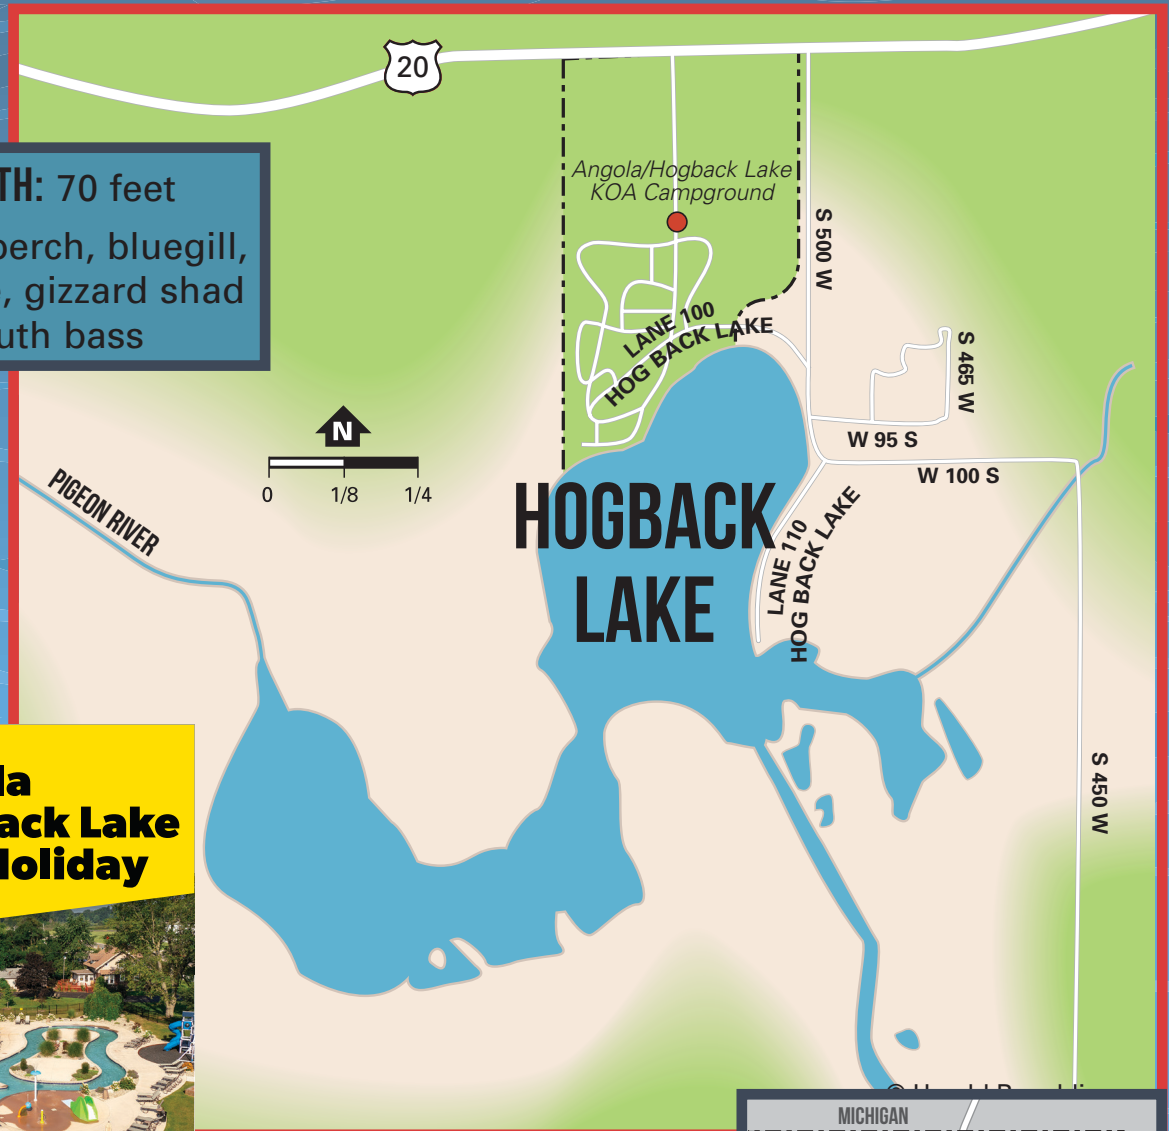 20
TH: 70 feet
perch, bluegill,
, gizzard shad
uth bass
Angola/Hogback Lake
KOA Campground
S 500 W
LANE 100
HOG BACK LAKE
S 465 W
W 95 S
W 100 S
N
0 1/8 1/4
PIGEON RIVER
HOGBACK
LAKE
LANE 110
HOG BACK LAKE
S 450 W
la
ack Lake
Holiday
MICHIGAN